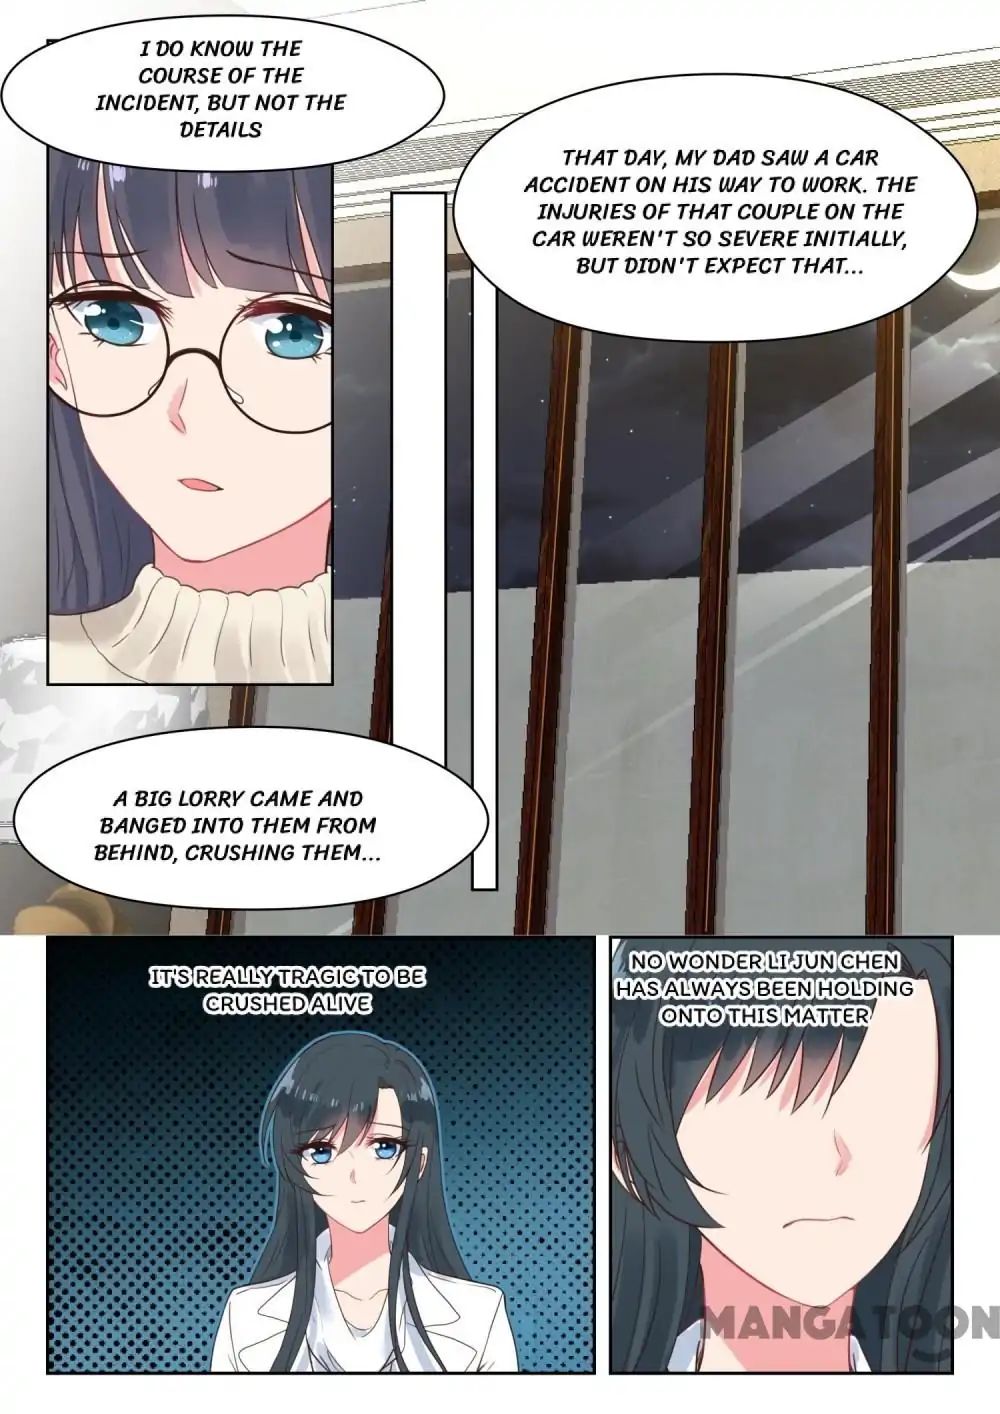 I DO KNOW THE
COURSE OF THE
INCIDENT, BUT NOT THE
DETAILS
THAT DAY, MY DAD SAW A CAR
ACCIDENT ON HIS WAY TO WORK. THE
INJURIES OF THAT COUPLE ON THE
CAR WEREN'T SO SEVERE INITIALLY,
BUT DIDN'T EXPECT THAT...
A BIG LORRY CAME AND
BANGED INTO THEM FROM
BEHIND, CRUSHING THEM...
IT'S REALLY TRAGIC TO BE
CRUSHED ALIVE
NO WONDER LI JUN CHEN
HAS ALWAYS BEEN HOLDING
ONTO THIS MATTER
MANGATOON